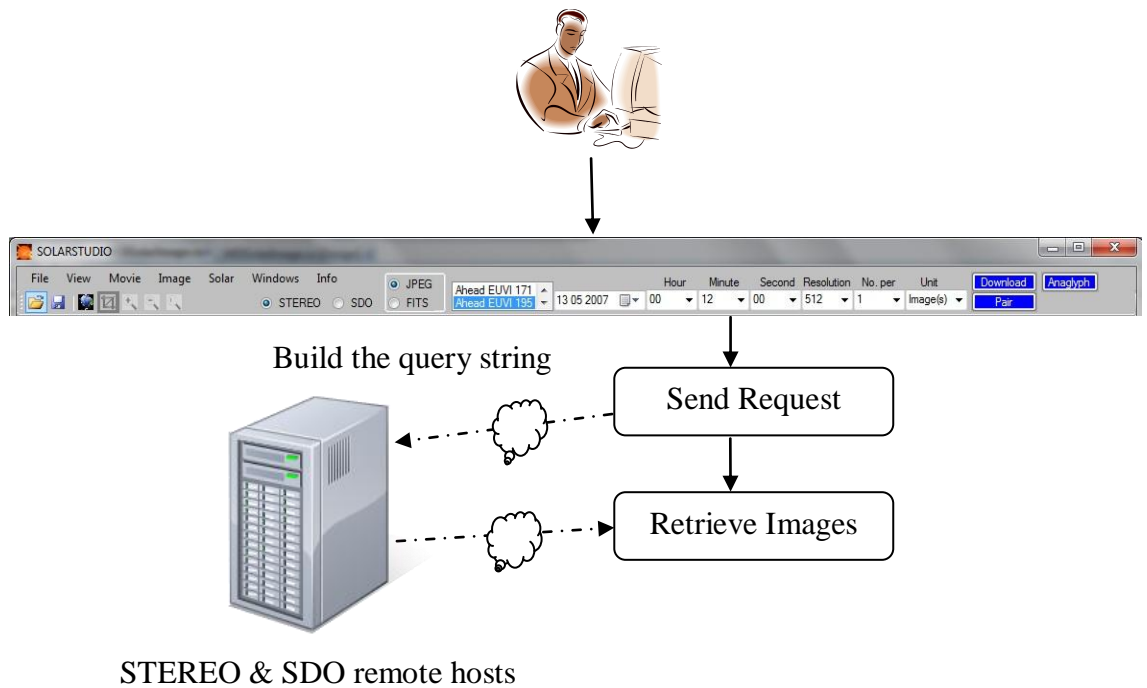 SOLARSTUDIO
File View Movie Image Solar Windows Info
JPEG
FITS
STEREO SDO
Ahead EUVI 171
Ahead EUVI 195
13 05 2007
Hour Minute Second Resolution No. per Unit
00 12 00 512 1 Image(s)
Download Anaglyph
Pair
Build the query string
Send Request
Retrieve Images
STEREO & SDO remote hosts